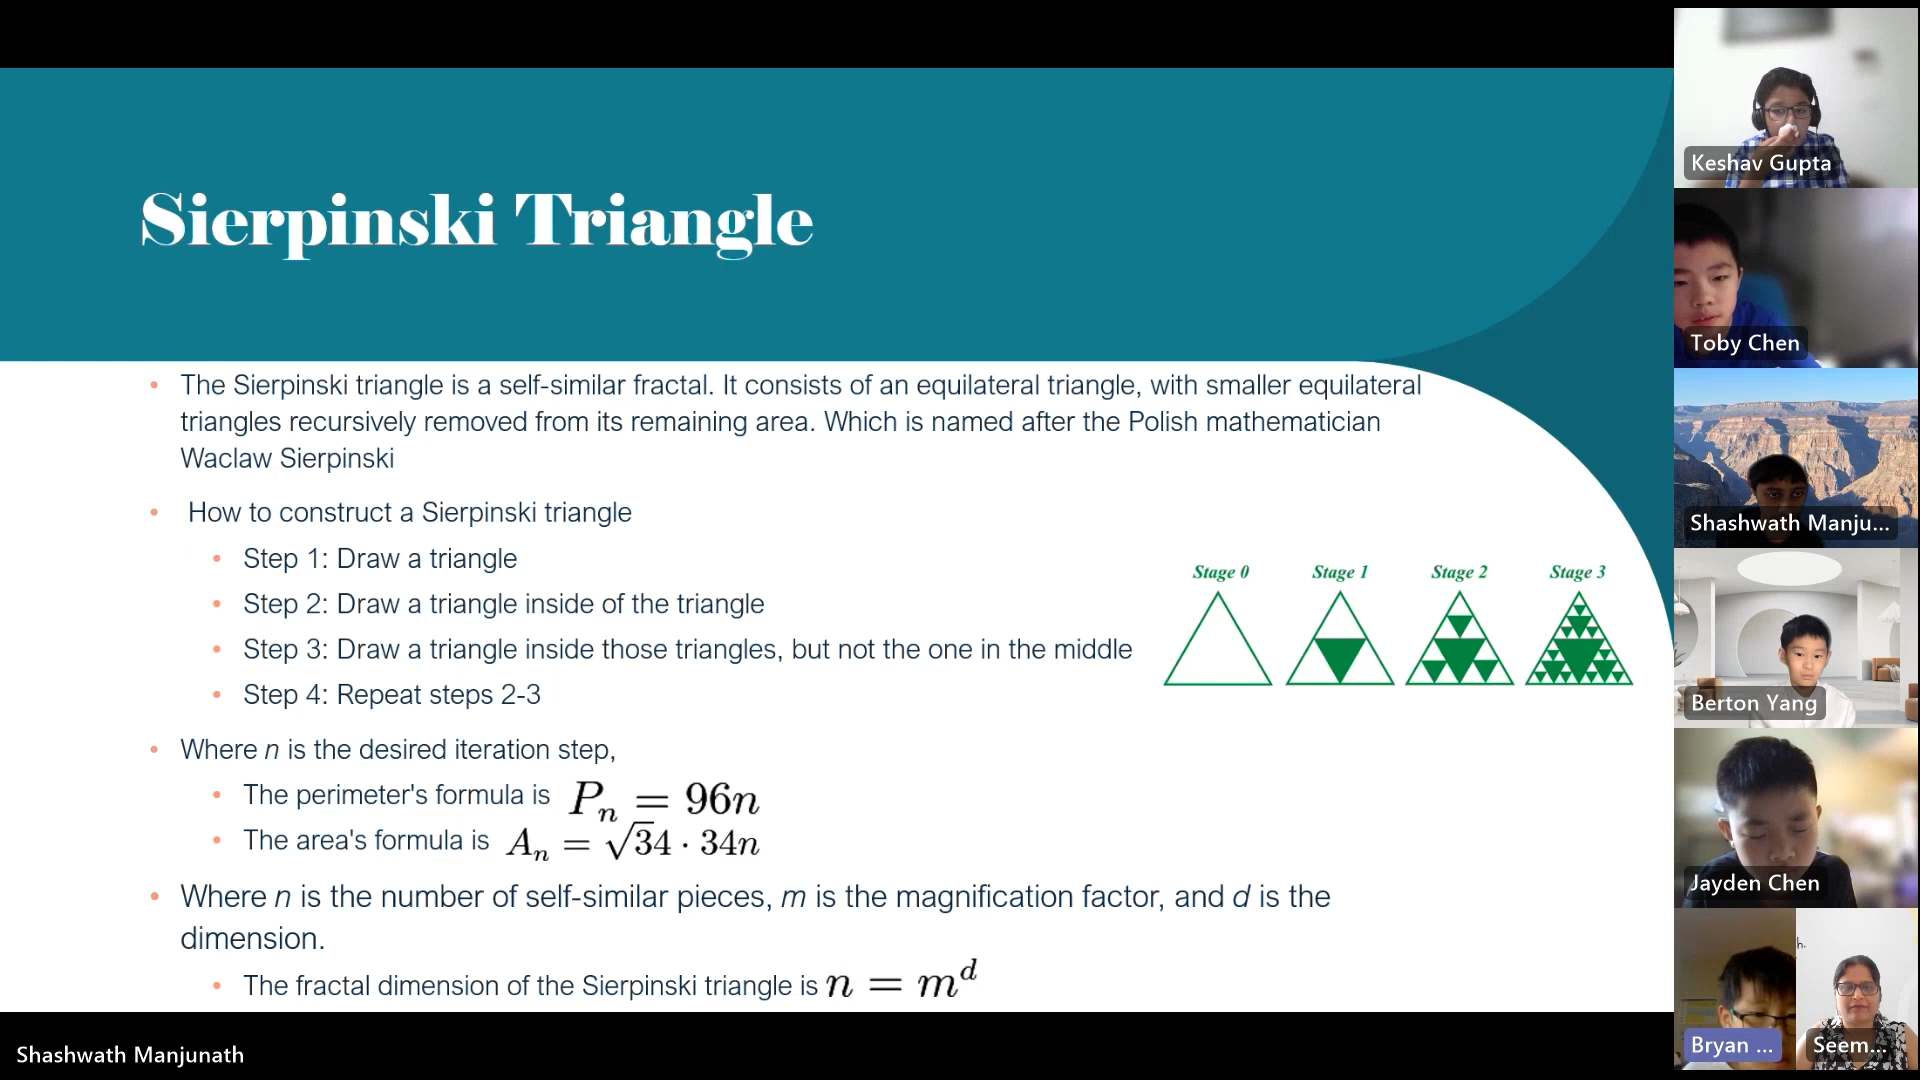 Sierpinski Triangle
• The Sierpinski triangle is a self-similar fractal. It consists of an equilateral triangle, with smaller equilateral
triangles recursively removed from its remaining area. Which is named after the Polish mathematician
Waclaw Sierpinski
• How to construct a Sierpinski triangle
• Step 1: Draw a triangle
• Step 2: Draw a triangle inside of the triangle
• Step 3: Draw a triangle inside those triangles, but not the one in the middle
• Step 4: Repeat steps 2-3
Stage 0 Stage 1 Stage 2 Stage 3
• Where n is the desired iteration step,
• The perimeter's formula is Pₙ = 96n
• The area's formula is Aₙ = √34 · 34n
• Where n is the number of self-similar pieces, m is the magnification factor, and d is the
dimension.
• The fractal dimension of the Sierpinski triangle is n = m^d
Keshav Gupta
Toby Chen
Shashwath Manju...
Berton Yang
Jayden Chen
h.
Bryan ...
Seem...
Shashwath Manjunath